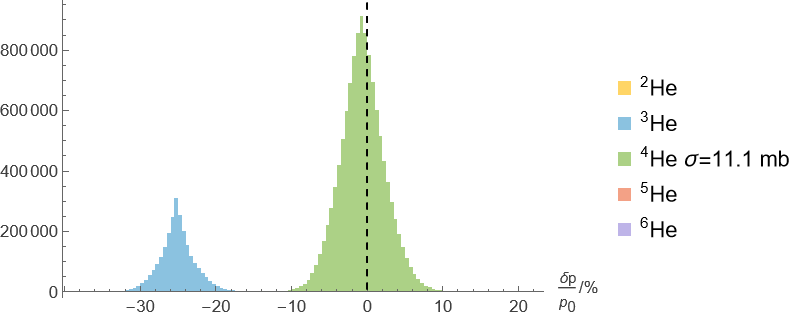 800 000
600 000
400 000
200 000
0
−30
−20
−10
0
10
20
δp/p₀ /%
²He
³He
⁴He σ=11.1 mb
⁵He
⁶He